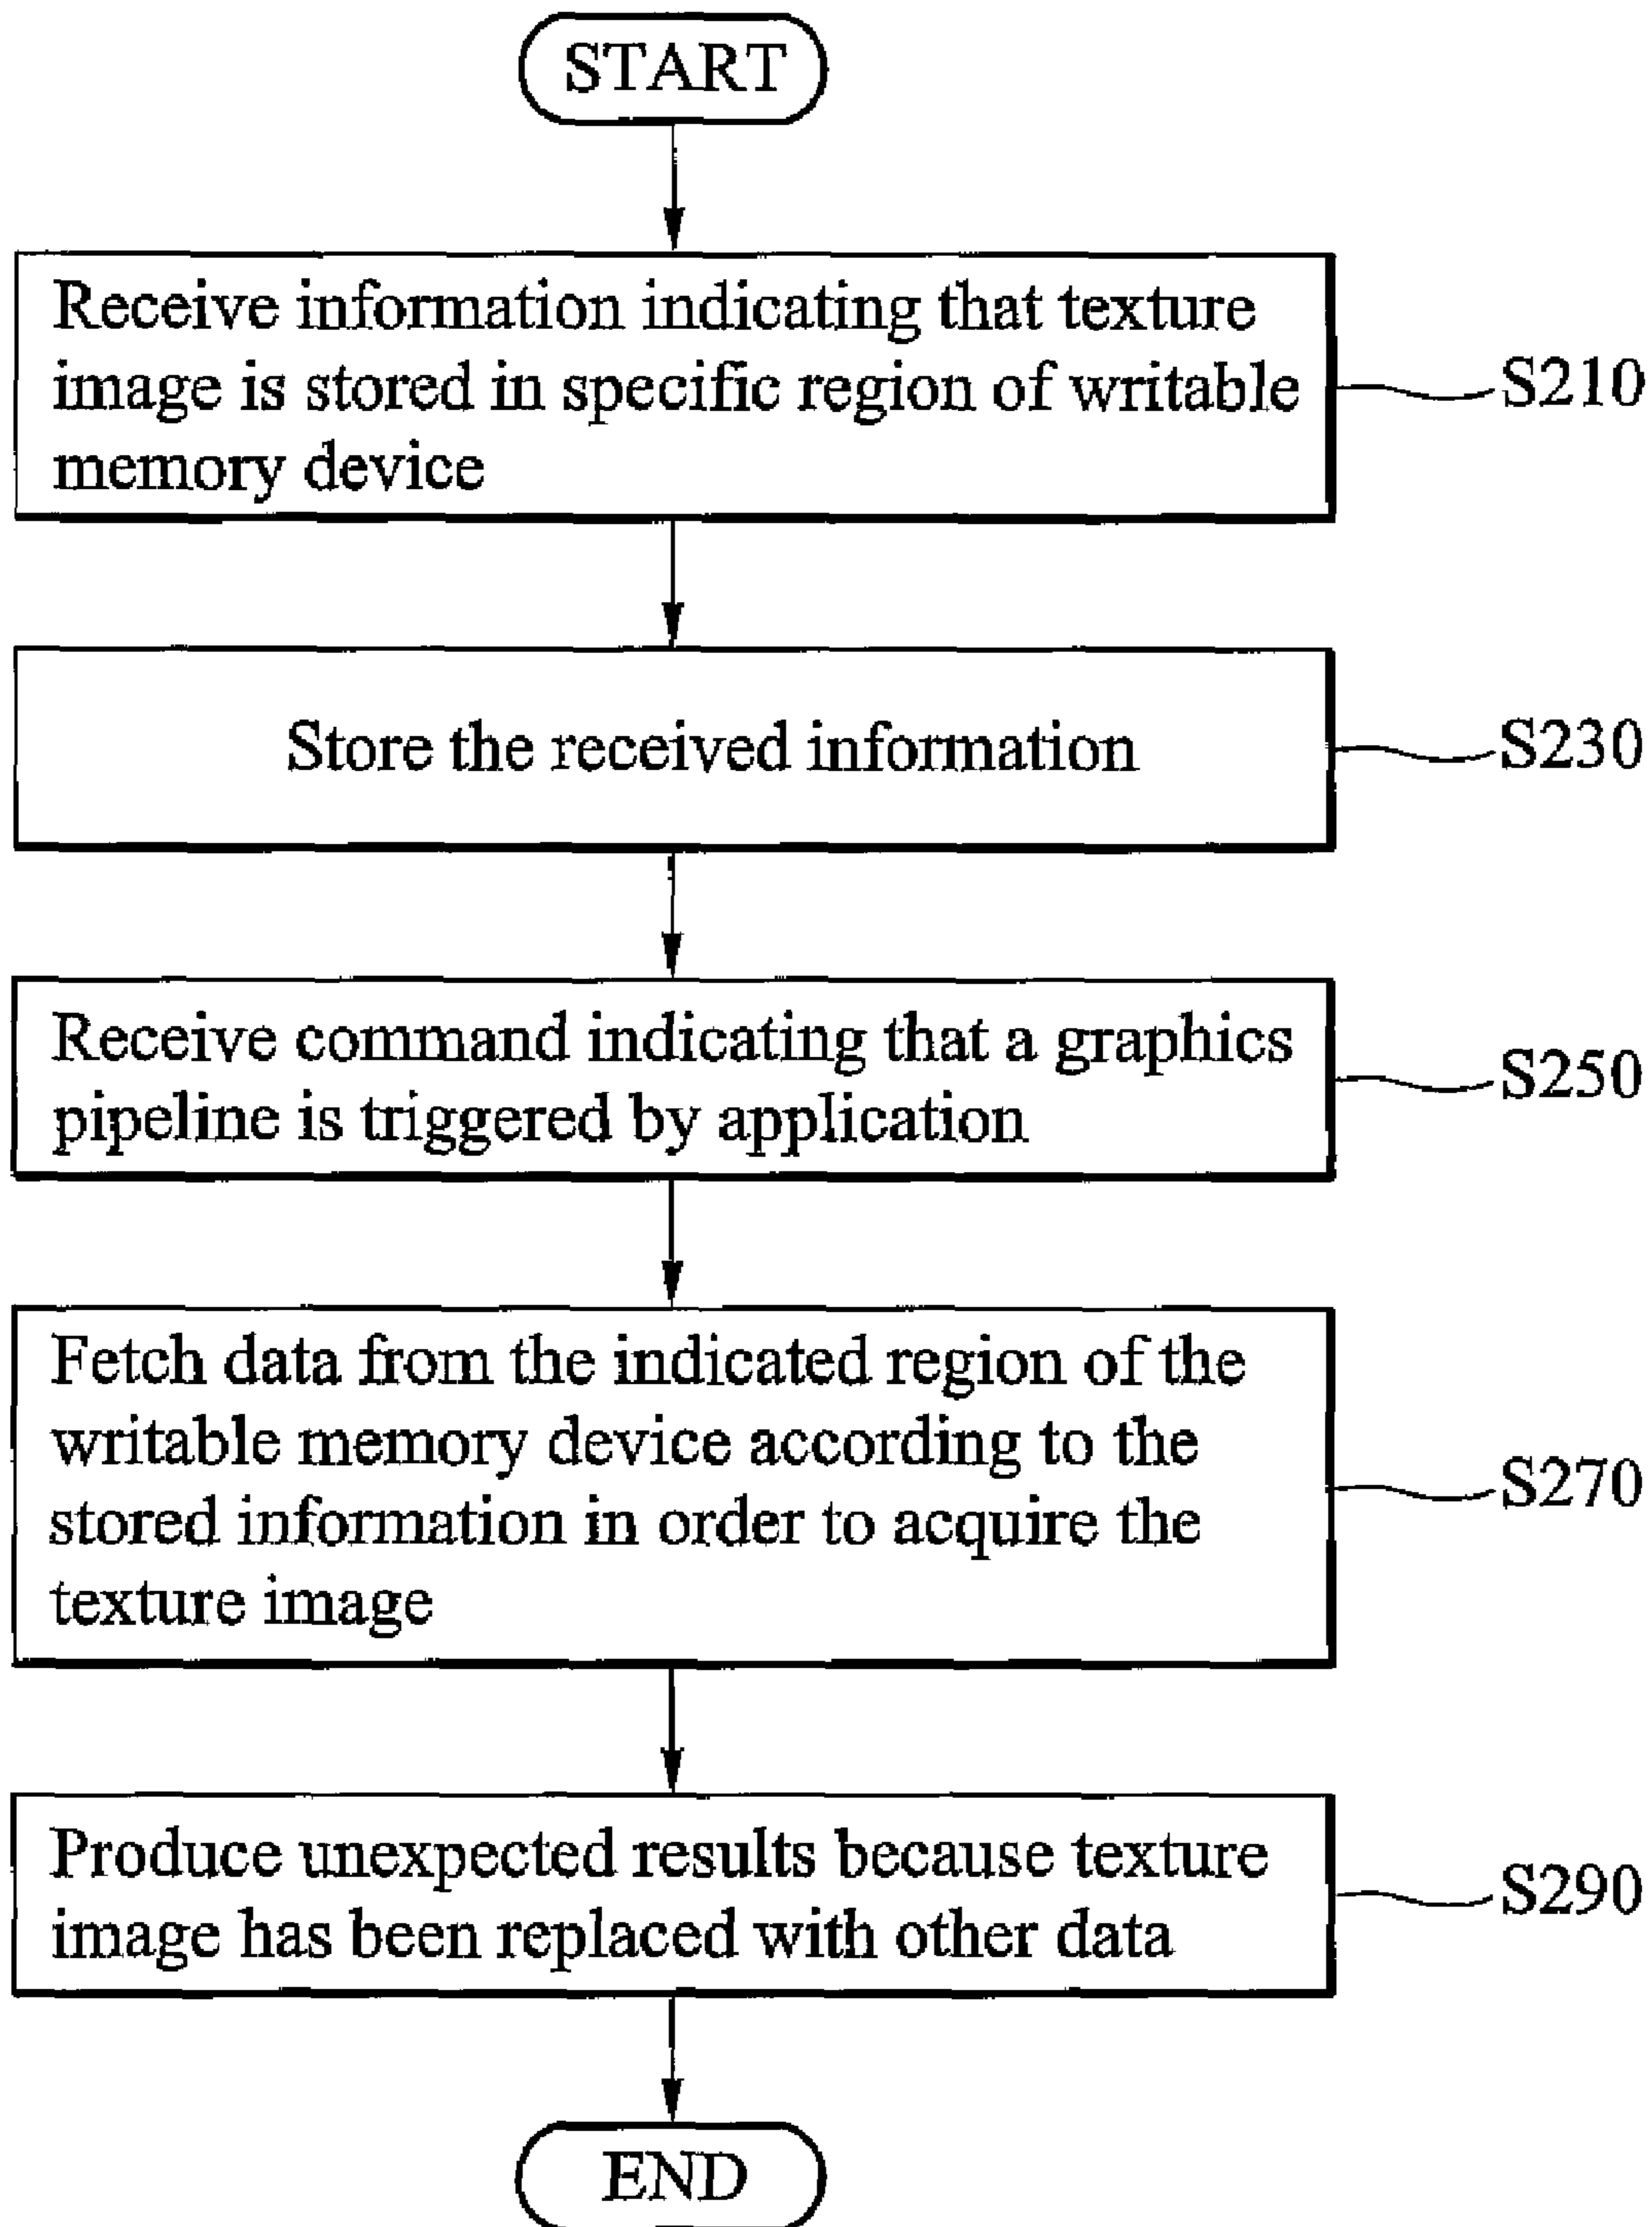 START
Receive information indicating that texture
image is stored in specific region of writable
memory device
S210
Store the received information
S230
Receive command indicating that a graphics
pipeline is triggered by application
S250
Fetch data from the indicated region of the
writable memory device according to the
stored information in order to acquire the
texture image
S270
Produce unexpected results because texture
image has been replaced with other data
S290
END